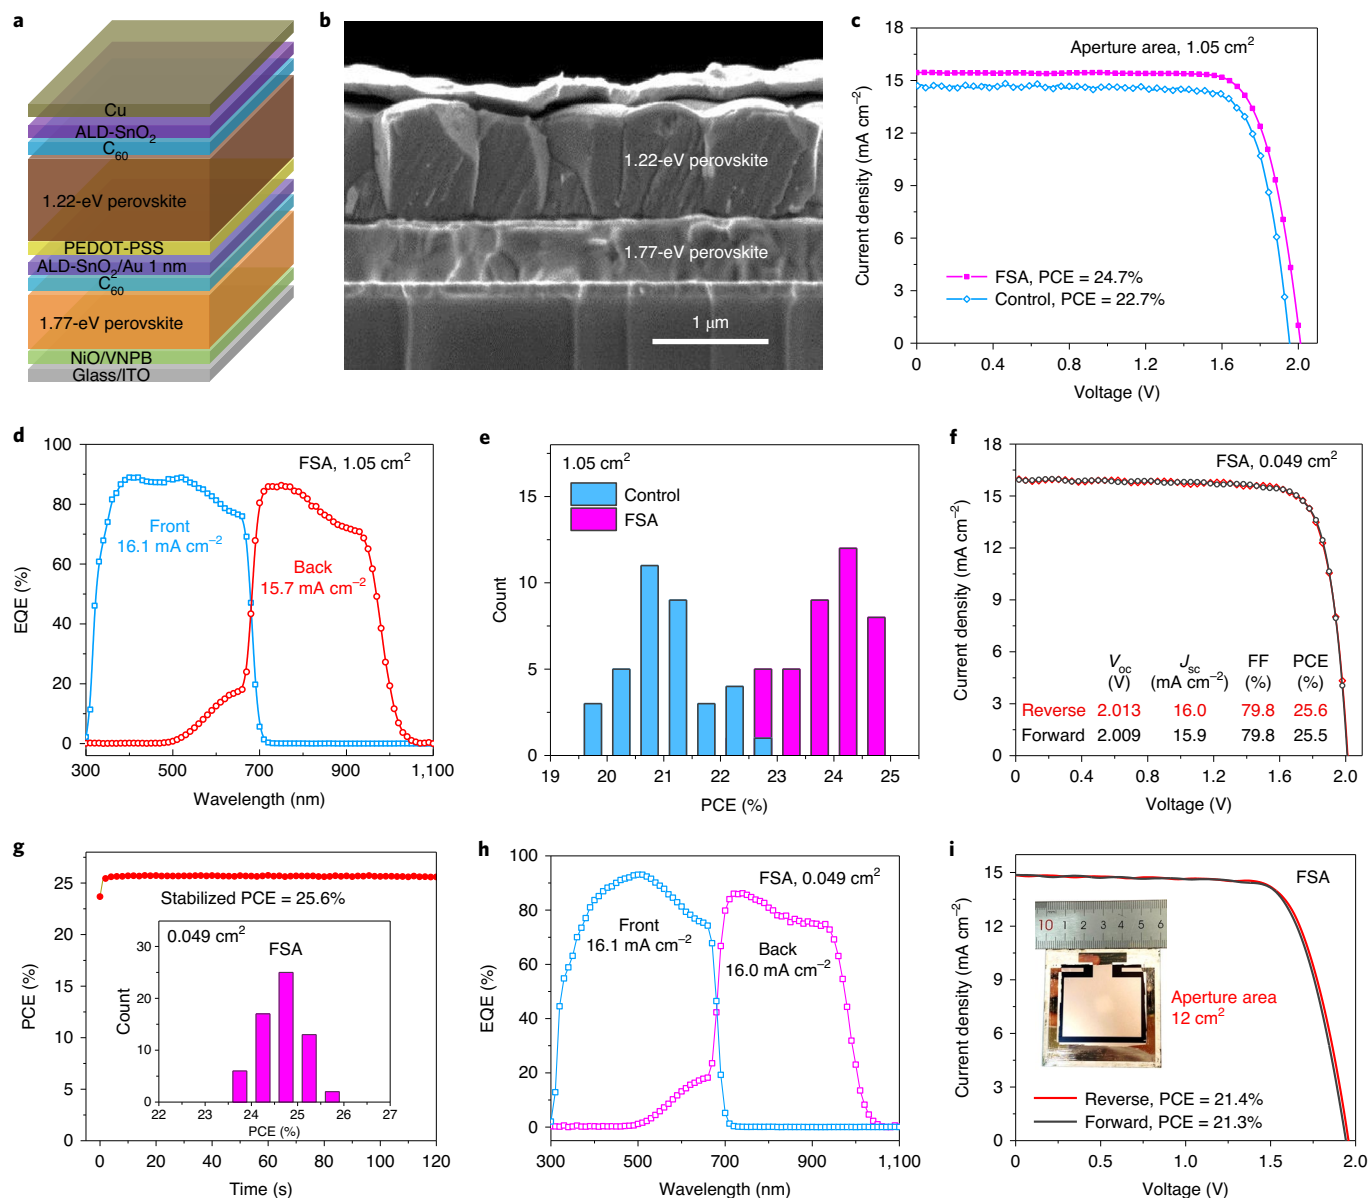 a
Cu
ALD-SnO₂
C₆₀
1.22-eV perovskite
PEDOT-PSS
ALD-SnO₂/Au 1 nm
C₆₀
1.77-eV perovskite
NiO/VNPB
Glass/ITO
b
1.22-eV perovskite
1.77-eV perovskite
1 μm
c
Aperture area, 1.05 cm²
FSA, PCE = 24.7%
Control, PCE = 22.7%
Current density (mA cm⁻²)
18
15
12
9
6
3
0
0 0.4 0.8 1.2 1.6 2.0
Voltage (V)
d
FSA, 1.05 cm²
Front
16.1 mA cm⁻²
Back
15.7 mA cm⁻²
EQE (%)
100
80
60
40
20
0
300 500 700 900 1,100
Wavelength (nm)
e
1.05 cm²
Control
FSA
Count
15
10
5
0
19 20 21 22 23 24 25
PCE (%)
f
FSA, 0.049 cm²
Current density (mA cm⁻²)
18
15
12
9
6
3
0
Voc Jsc FF PCE
(V) (mA cm⁻²) (%) (%)
Reverse 2.013 16.0 79.8 25.6
Forward 2.009 15.9 79.8 25.5
0 0.4 0.8 1.2 1.6 2.0
Voltage (V)
g
Stabilized PCE = 25.6%
PCE (%)
25
20
15
10
5
0
0.049 cm²
FSA
Count
30
20
10
0
22 23 24 25 26 27
PCE (%)
0 20 40 60 80 100 120
Time (s)
h
FSA, 0.049 cm²
Front
16.1 mA cm⁻²
Back
16.0 mA cm⁻²
EQE (%)
100
80
60
40
20
0
300 500 700 900 1,100
Wavelength (nm)
i
FSA
Current density (mA cm⁻²)
18
15
12
9
6
3
0
10 1 2 3 4 5 6
Aperture area
12 cm²
Reverse, PCE = 21.4%
Forward, PCE = 21.3%
0 0.5 1.0 1.5 2.0
Voltage (V)